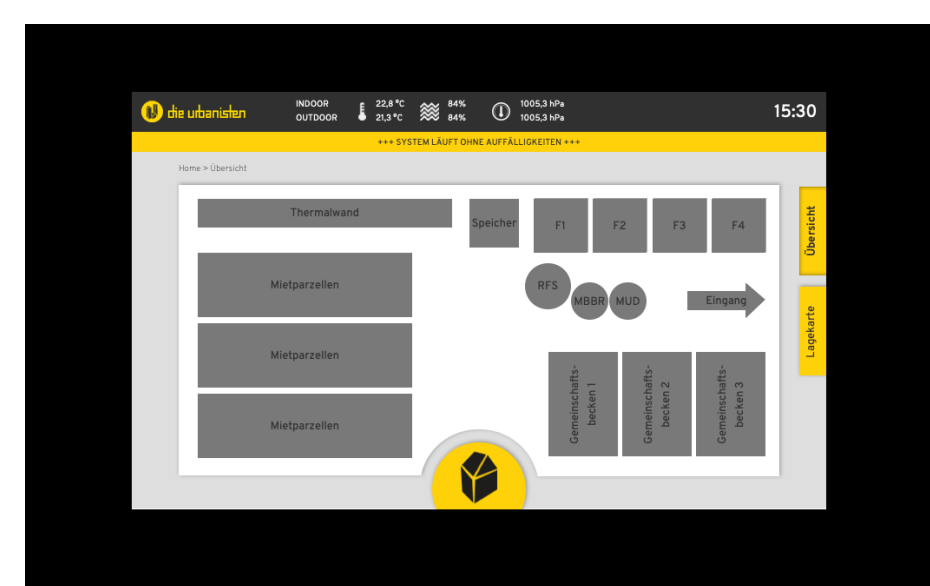 die urbanisten
INDOOR 22,8 °C 84% 1005,3 hPa
OUTDOOR 21,3 °C 84% 1005,3 hPa
15:30
+++ SYSTEM LÄUFT OHNE AUFFÄLLIGKEITEN +++
Home > Übersicht
Thermalwand
Speicher
F1
F2
F3
F4
Übersicht
Mietparzellen
RFS
MBBR
MUD
Eingang
Lagekarte
Mietparzellen
Mietparzellen
Gemeinschafts-
becken 1
Gemeinschafts-
becken 2
Gemeinschafts-
becken 3